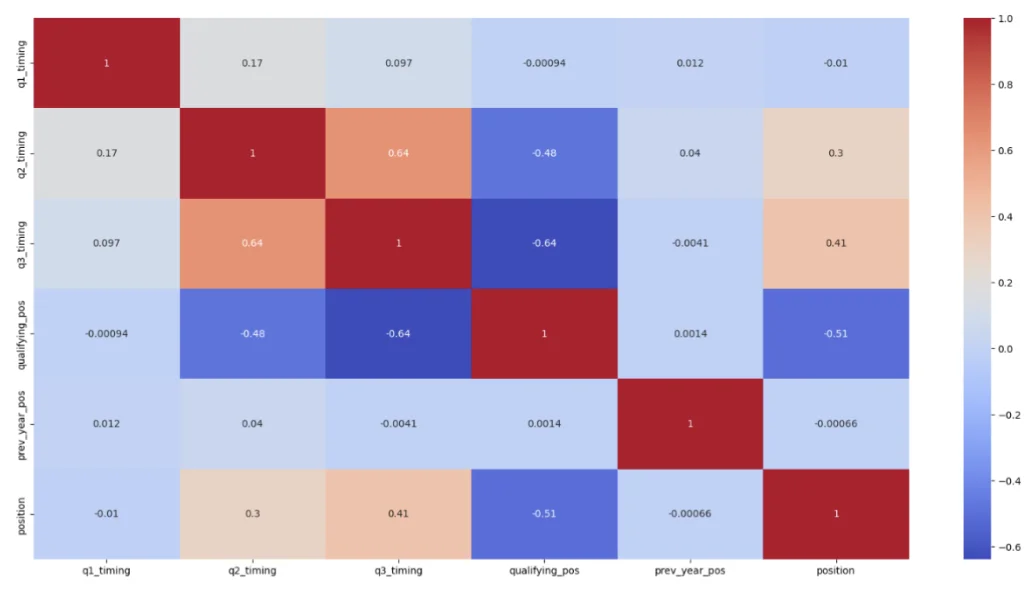 q1_timing 1 0.17 0.097 -0.00094 0.012 -0.01
q2_timing 0.17 1 0.64 -0.48 0.04 0.3
q3_timing 0.097 0.64 1 -0.64 -0.0041 0.41
qualifying_pos -0.00094 -0.48 -0.64 1 0.0014 -0.51
prev_year_pos 0.012 0.04 -0.0041 0.0014 1 -0.00066
position -0.01 0.3 0.41 -0.51 -0.00066 1
q1_timing q2_timing q3_timing qualifying_pos prev_year_pos position
1.0
0.8
0.6
0.4
0.2
0.0
−0.2
−0.4
−0.6